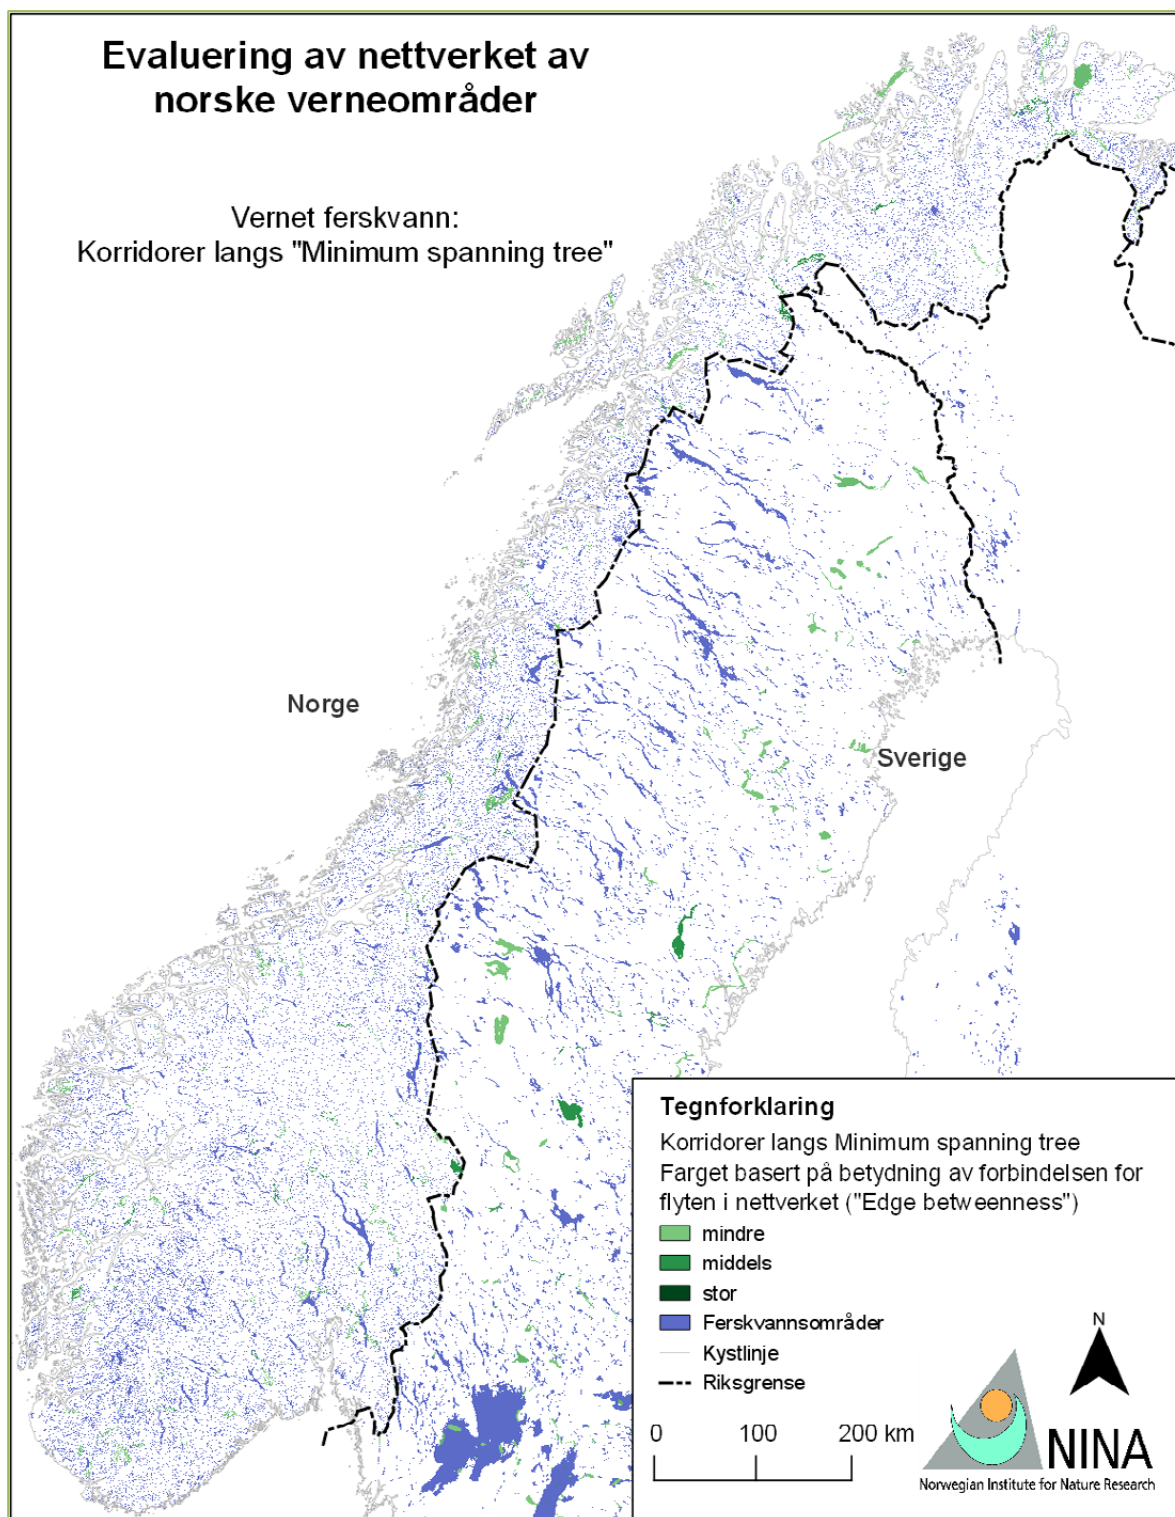 Evaluering av nettverket av
norske verneområder
Vernet ferskvann:
Korridorer langs "Minimum spanning tree"
Norge
Sverige
Tegnforklaring
Korridorer langs Minimum spanning tree
Farget basert på betydning av forbindelsen for
flyten i nettverket ("Edge betweenness")
mindre
middels
stor
Ferskvannsområder
Kystlinje
Riksgrense
N
0 100 200 km
NINA
Norwegian Institute for Nature Research